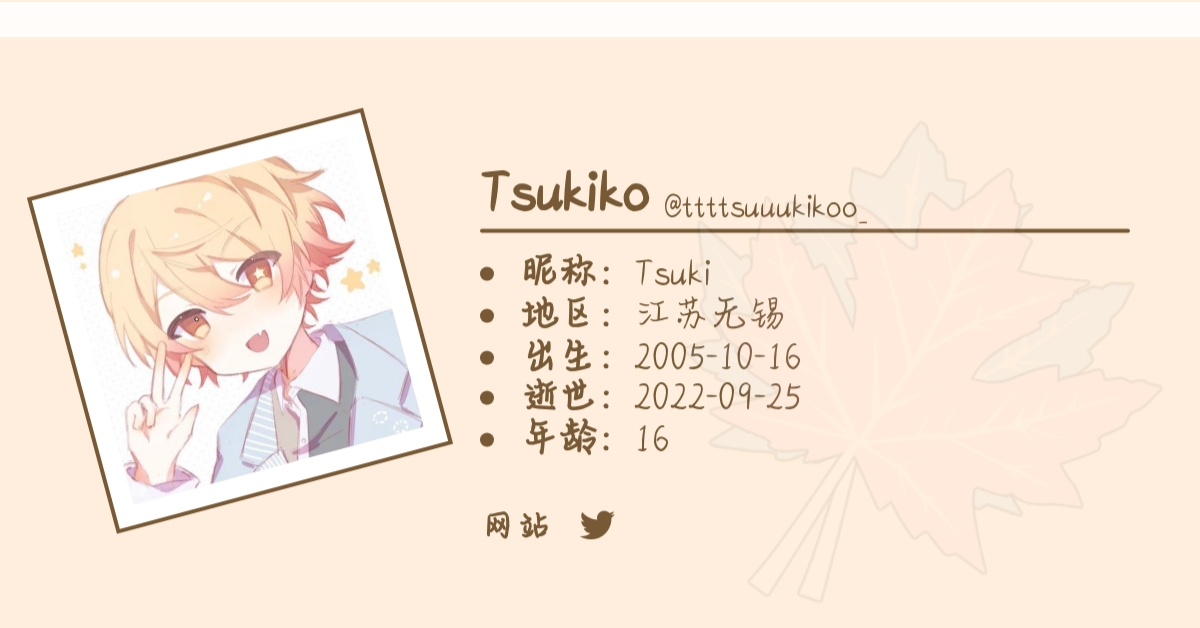 Tsukiko @ttttsuuukikoo_
昵称：Tsuki
地区：江苏无锡
出生：2005-10-16
逝世：2022-09-25
年龄：16
网站